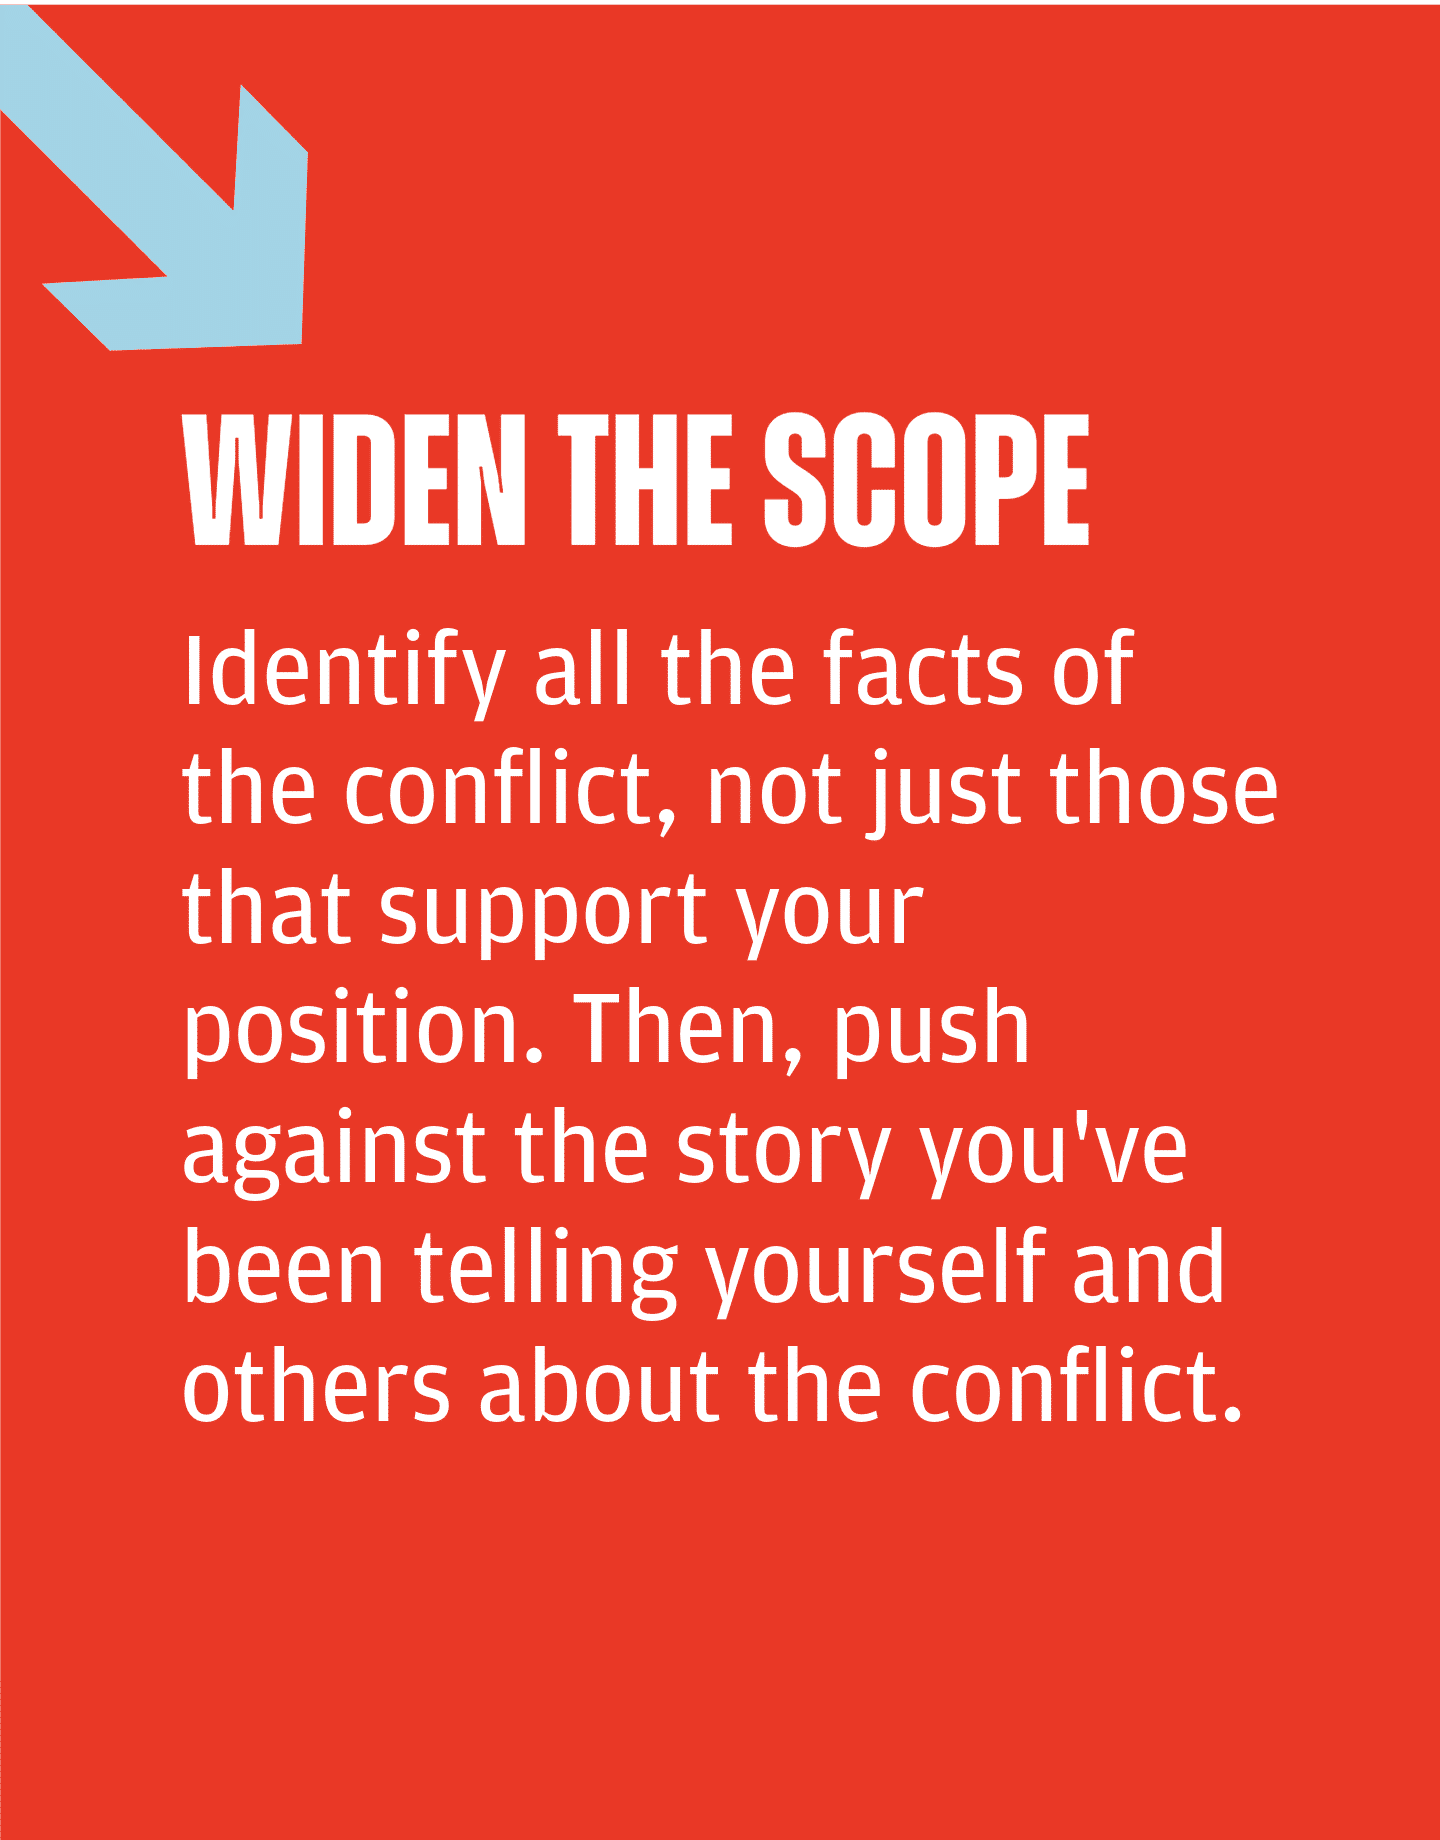 WIDEN THE SCOPE
Identify all the facts of
the conflict, not just those
that support your
position. Then, push
against the story you've
been telling yourself and
others about the conflict.